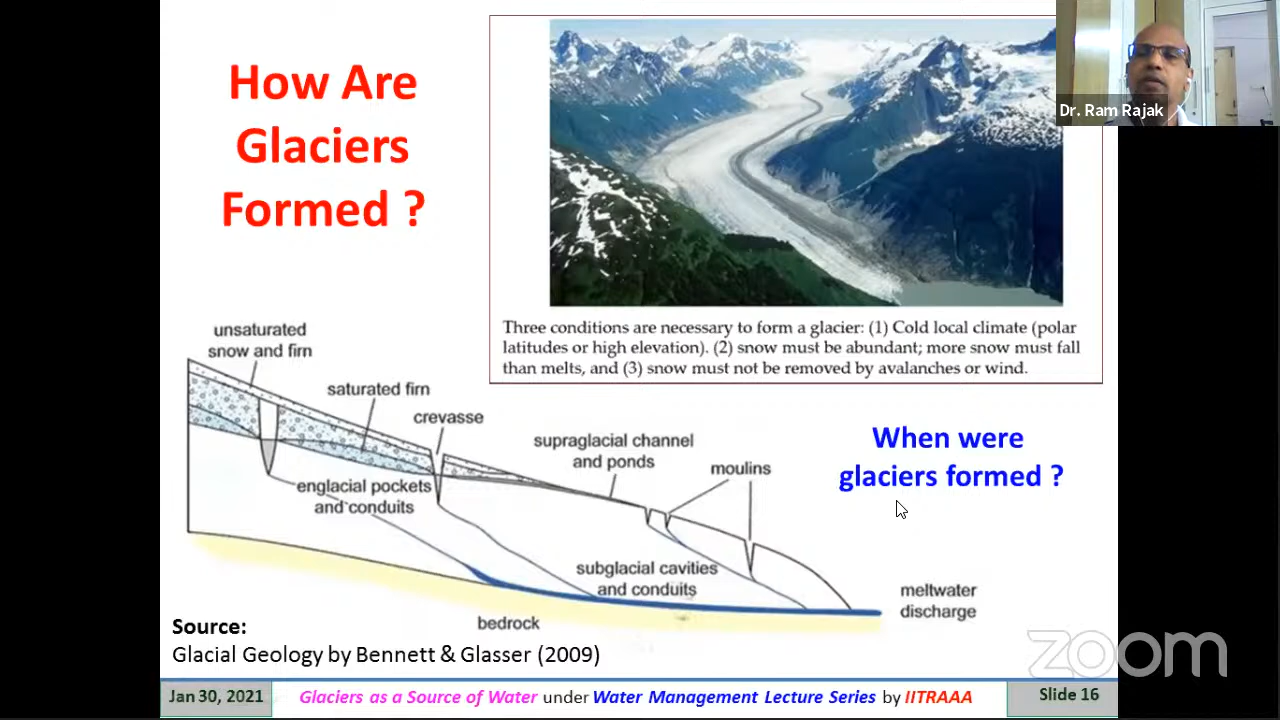 How Are
Glaciers
Formed ?
Dr. Ram Rajak
Three conditions are necessary to form a glacier: (1) Cold local climate (polar
latitudes or high elevation). (2) snow must be abundant; more snow must fall
than melts, and (3) snow must not be removed by avalanches or wind.
unsaturated
snow and firn
saturated firn
crevasse
supraglacial channel
and ponds
moulins
englacial pockets
and conduits
subglacial cavities
and conduits
bedrock
meltwater
discharge
When were
glaciers formed ?
Source:
Glacial Geology by Bennett & Glasser (2009)
zoom
Jan 30, 2021 Glaciers as a Source of Water under Water Management Lecture Series by IITRAAA Slide 16